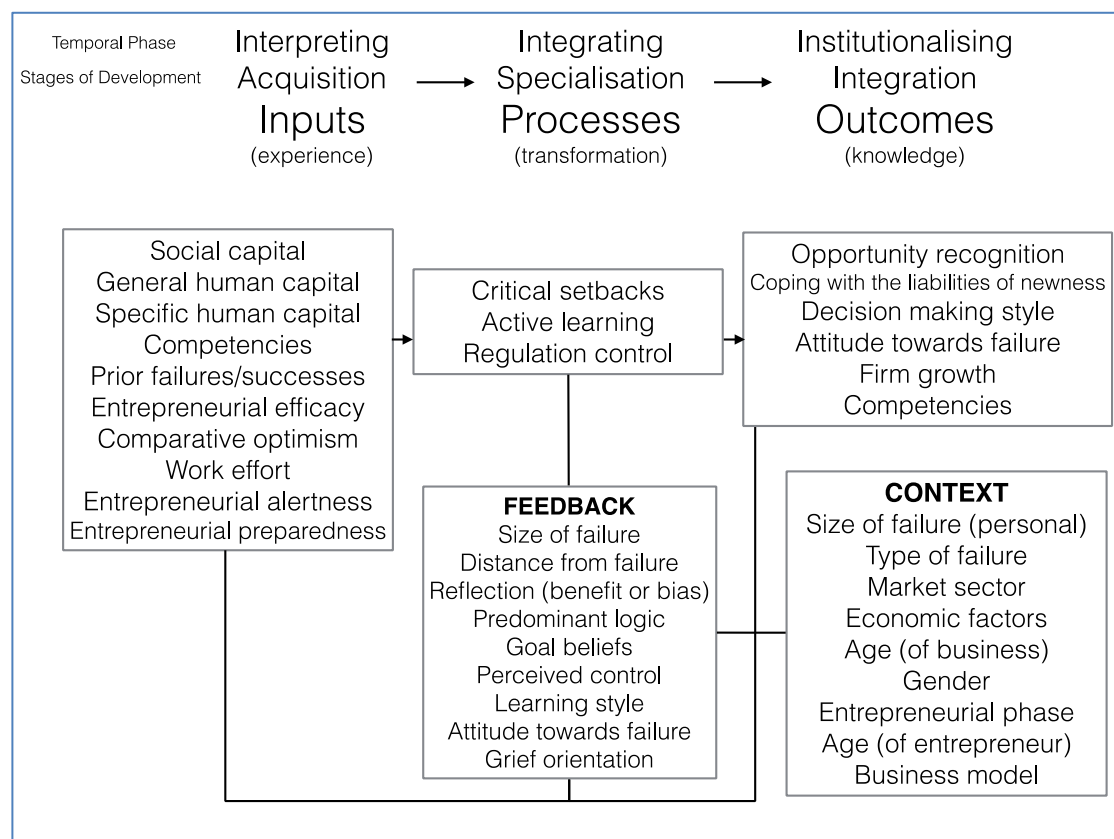 Temporal Phase
Stages of Development
Interpreting
Acquisition
Inputs
(experience)
Integrating
Specialisation
Processes
(transformation)
Institutionalising
Integration
Outcomes
(knowledge)
Social capital
General human capital
Specific human capital
Competencies
Prior failures/successes
Entrepreneurial efficacy
Comparative optimism
Work effort
Entrepreneurial alertness
Entrepreneurial preparedness
Critical setbacks
Active learning
Regulation control
Opportunity recognition
Coping with the liabilities of newness
Decision making style
Attitude towards failure
Firm growth
Competencies
FEEDBACK
Size of failure
Distance from failure
Reflection (benefit or bias)
Predominant logic
Goal beliefs
Perceived control
Learning style
Attitude towards failure
Grief orientation
CONTEXT
Size of failure (personal)
Type of failure
Market sector
Economic factors
Age (of business)
Gender
Entrepreneurial phase
Age (of entrepreneur)
Business model